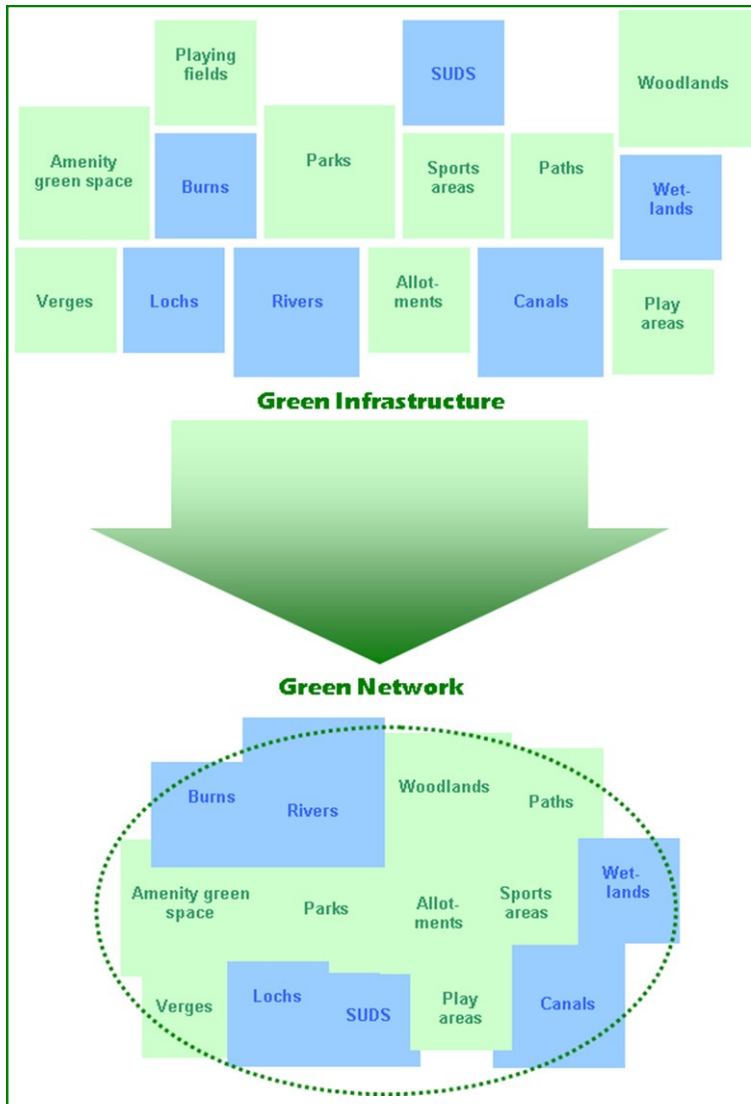 Playing
fields
SUDS
Woodlands
Amenity
green space
Burns
Parks
Sports
areas
Paths
Wet-
lands
Verges
Lochs
Rivers
Allot-
ments
Canals
Play
areas
Green Infrastructure
Green Network
Burns
Rivers
Woodlands
Paths
Amenity green
space
Parks
Allot-
ments
Sports
areas
Wet-
lands
Verges
Lochs
SUDS
Play
areas
Canals